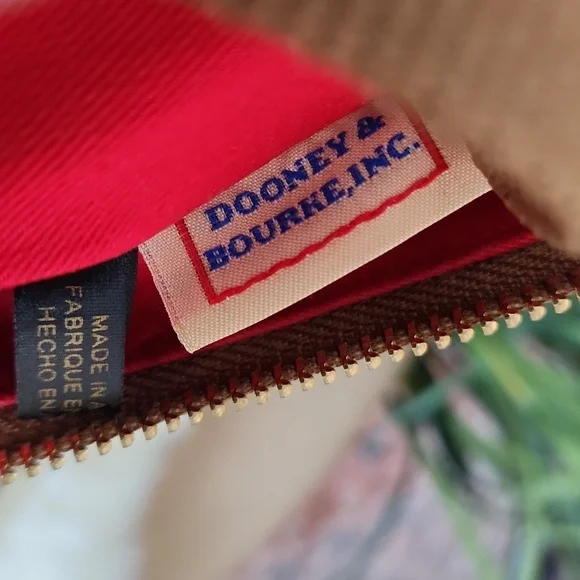 DOONEY &
BOURKE, INC.
MADE IN
FABRIQUE E
HECHO EN